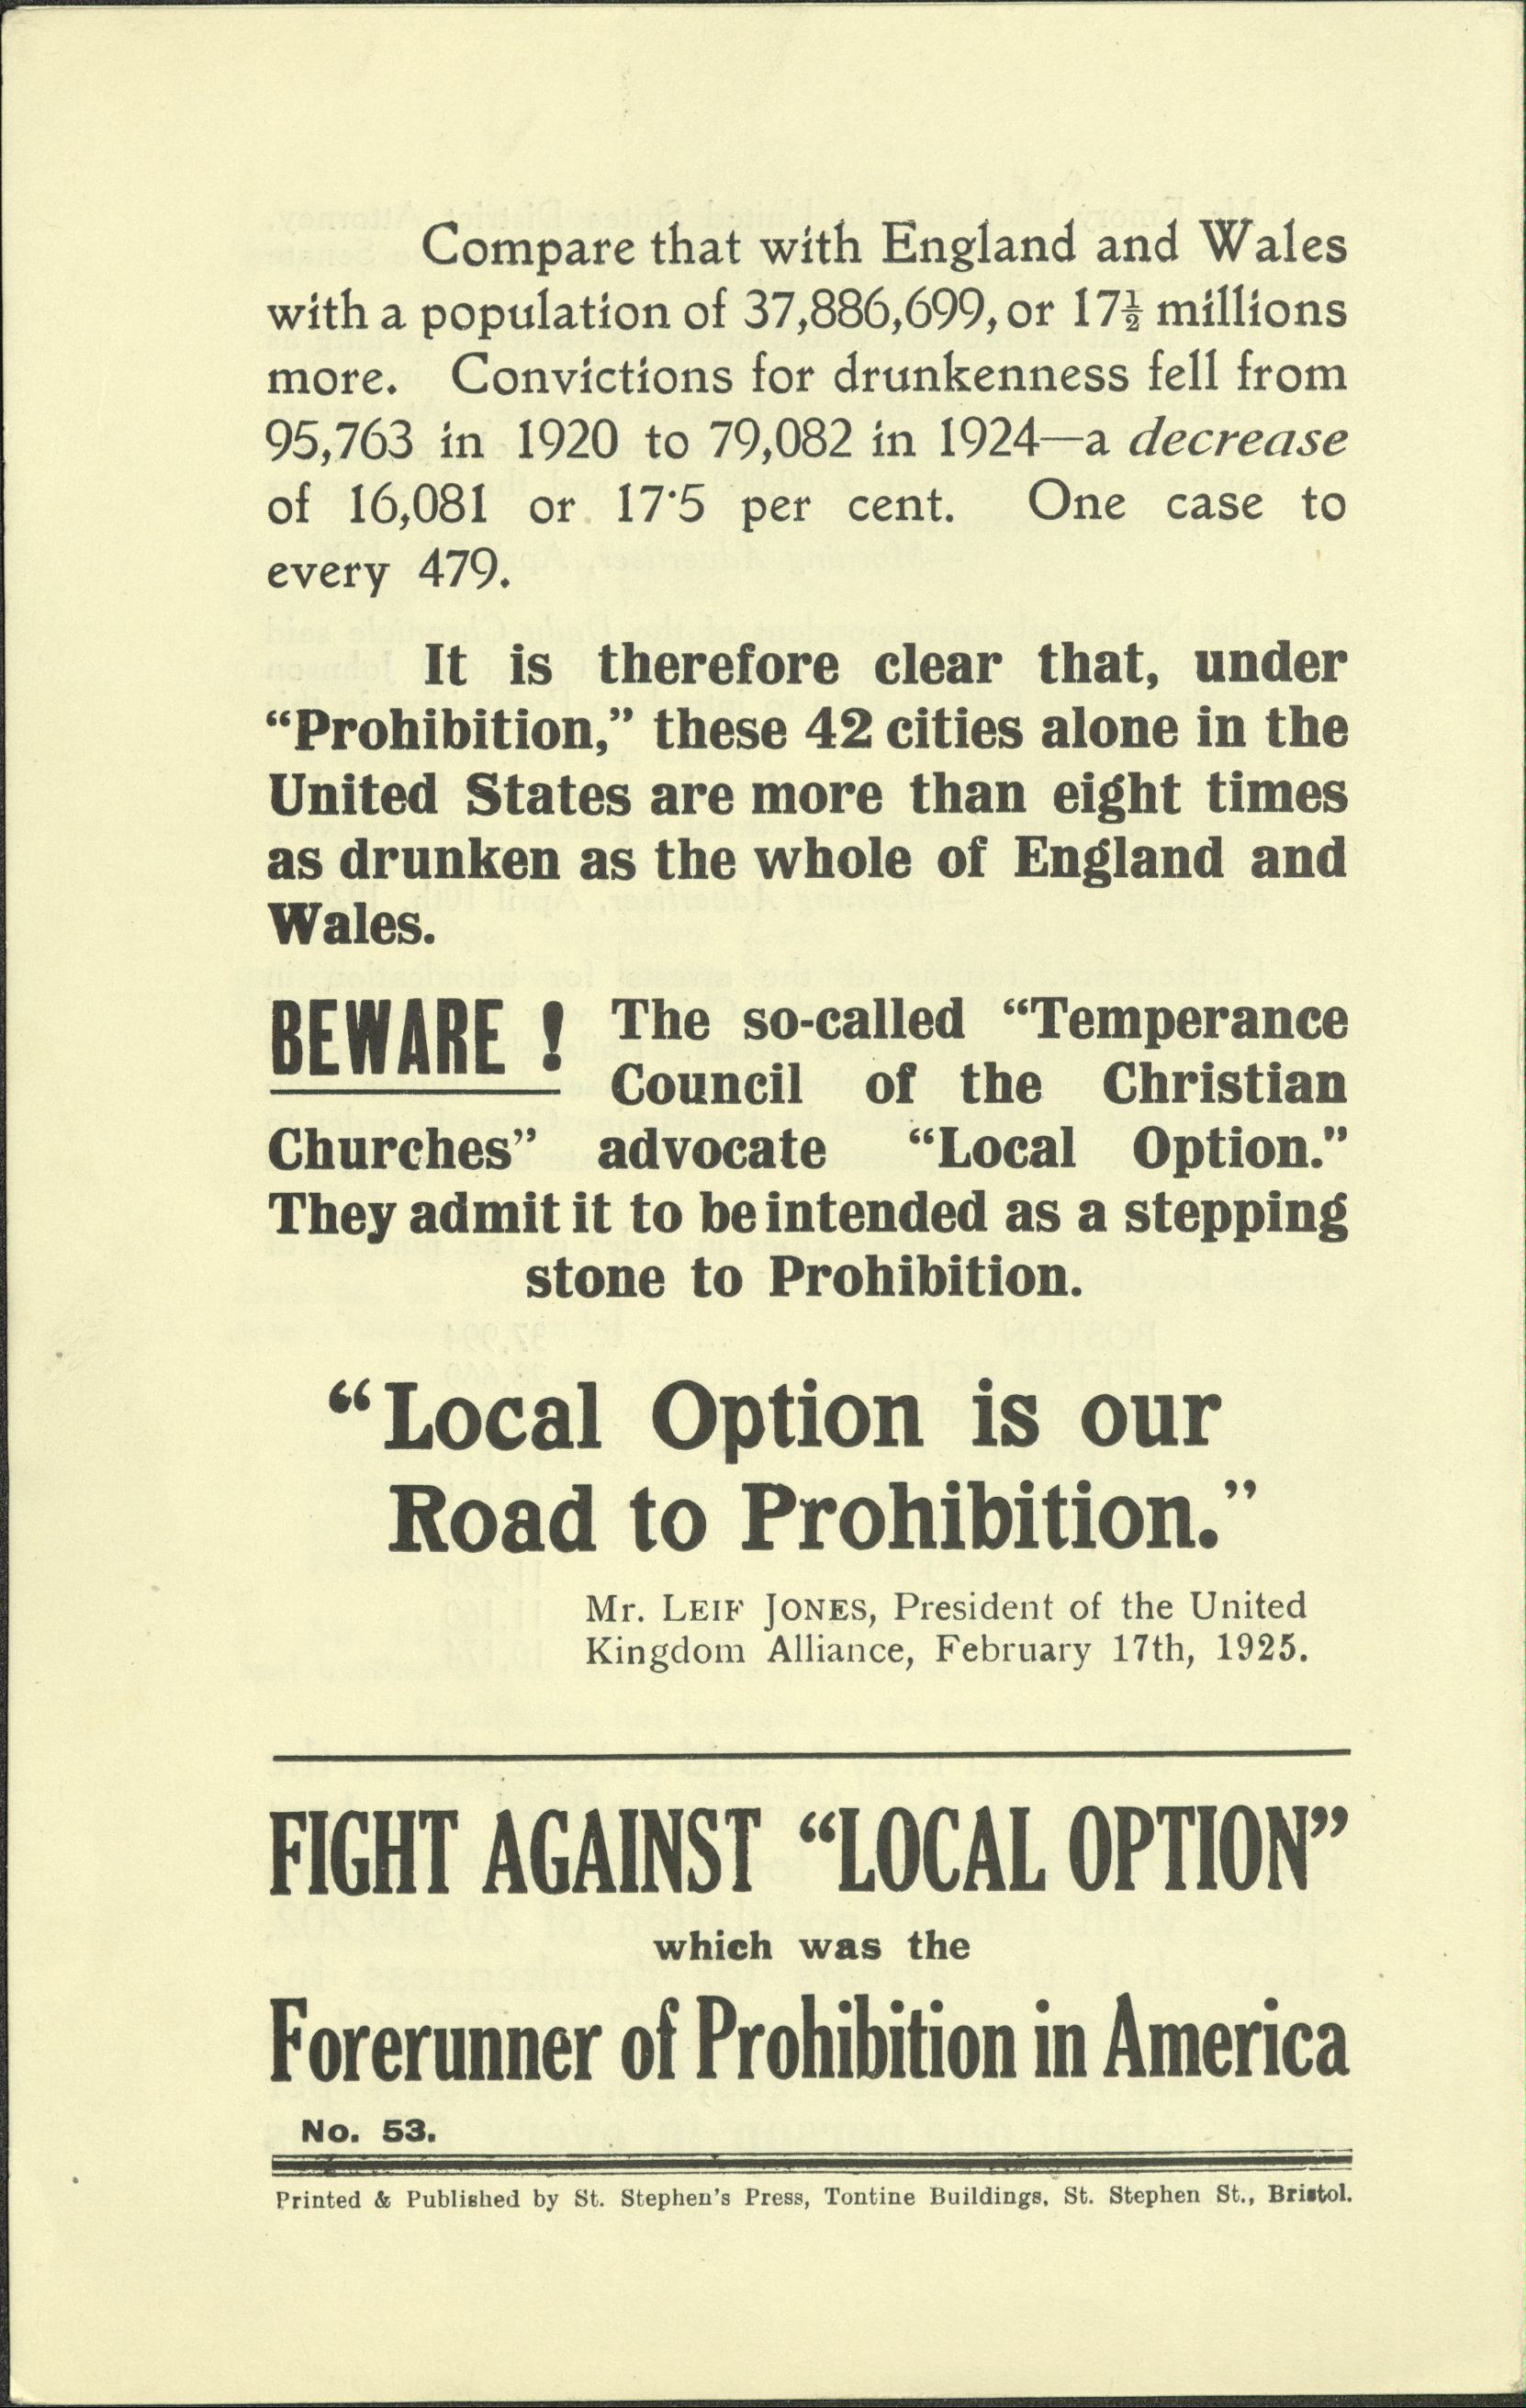 Compare that with England and Wales
with a population of 37,886,699, or 17½ millions
more. Convictions for drunkenness fell from
95,763 in 1920 to 79,082 in 1924—a decrease
of 16,081 or 17·5 per cent. One case to
every 479.
It is therefore clear that, under
“Prohibition,” these 42 cities alone in the
United States are more than eight times
as drunken as the whole of England and
Wales.
BEWARE ! The so-called “Temperance
Council of the Christian
Churches” advocate “Local Option.”
They admit it to be intended as a stepping
stone to Prohibition.
“Local Option is our
Road to Prohibition.”
Mr. LEIF JONES, President of the United
Kingdom Alliance, February 17th, 1925.
FIGHT AGAINST “LOCAL OPTION”
which was the
Forerunner of Prohibition in America
No. 53.
Printed & Published by St. Stephen's Press, Tontine Buildings, St. Stephen St., Bristol.